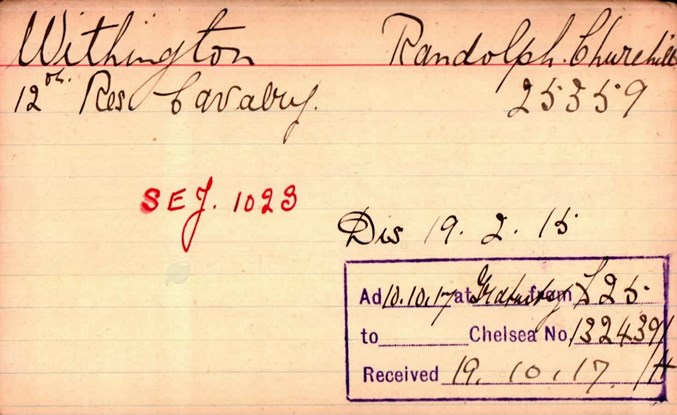 Withington Randolph. Churchill
12th. Res Cavalry. 25359
SEJ. 1023
Dis 19. 2. 15
Ad 10.10.17 at Gratuity from £25
to Chelsea No. 132439/
Received 19. 10. 17. /H